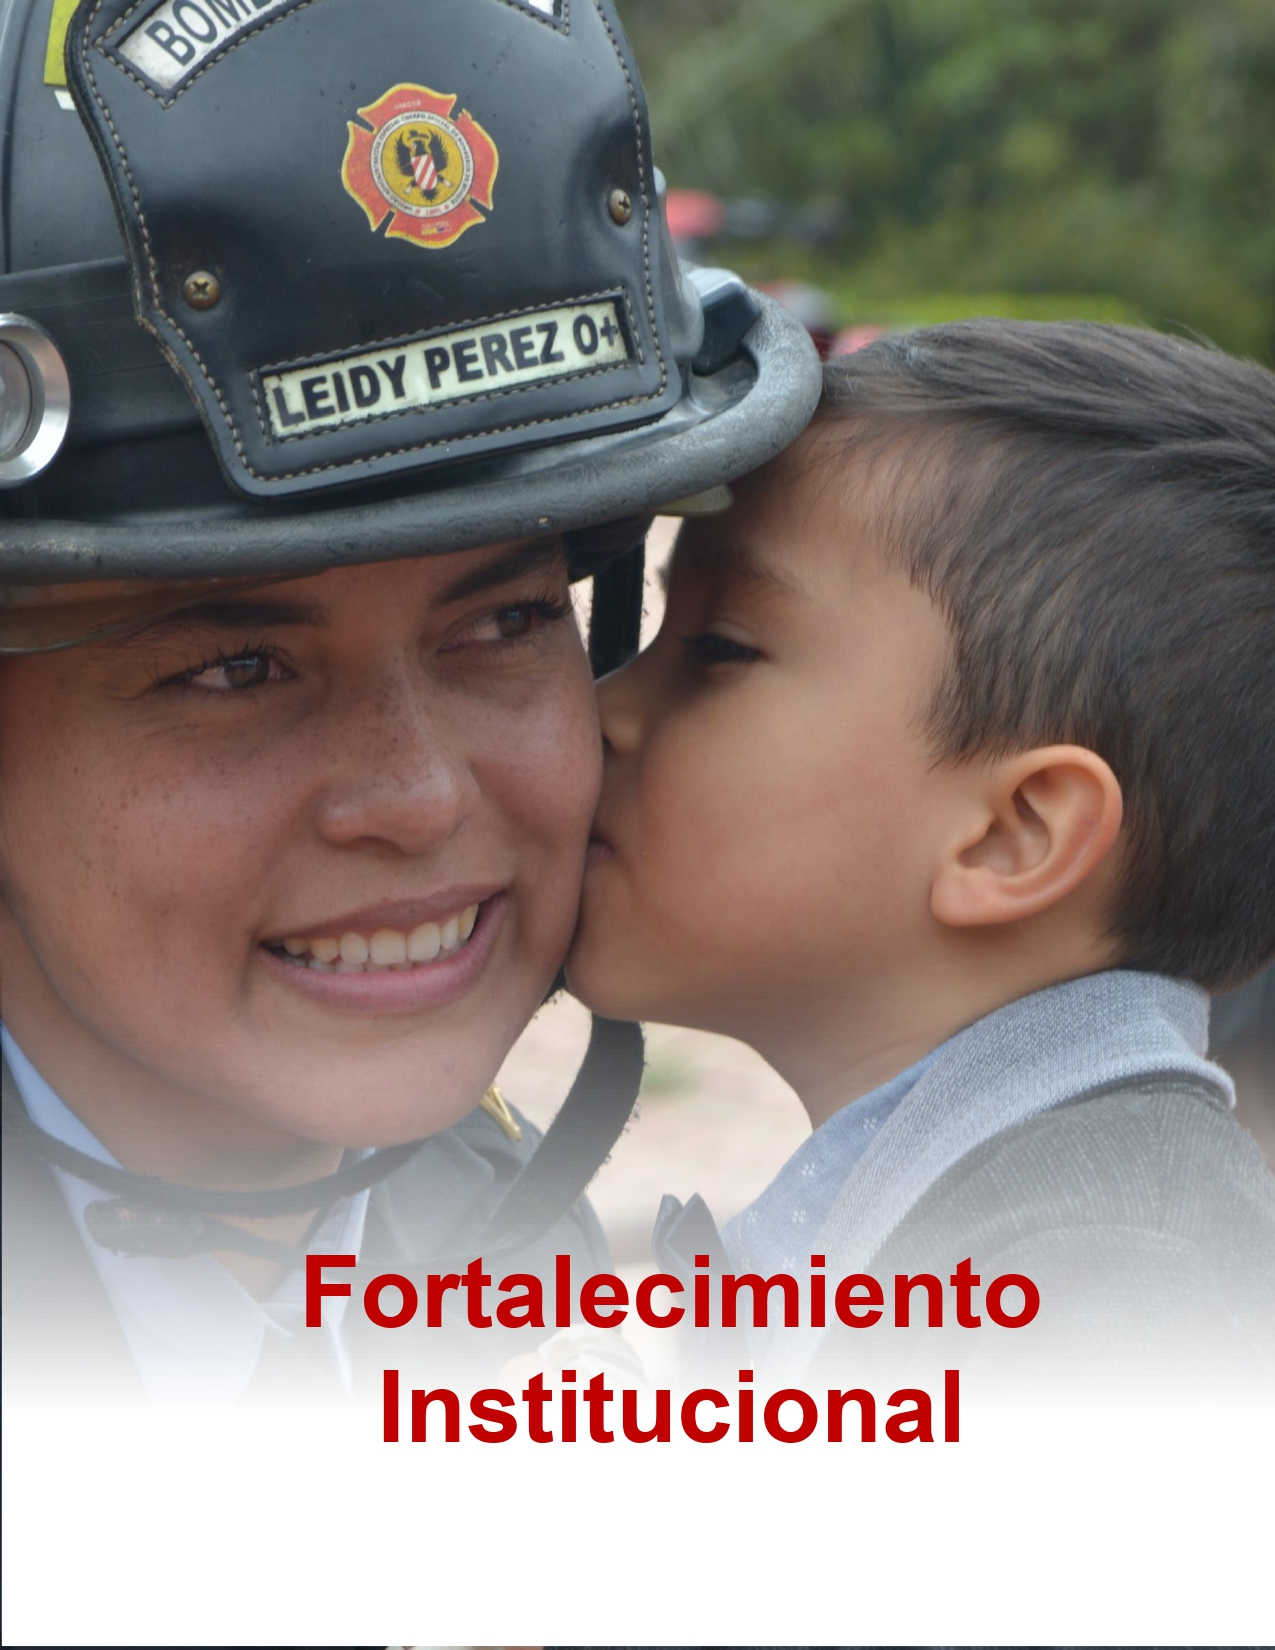 LEIDY PEREZ O+
Fortalecimiento
Institucional